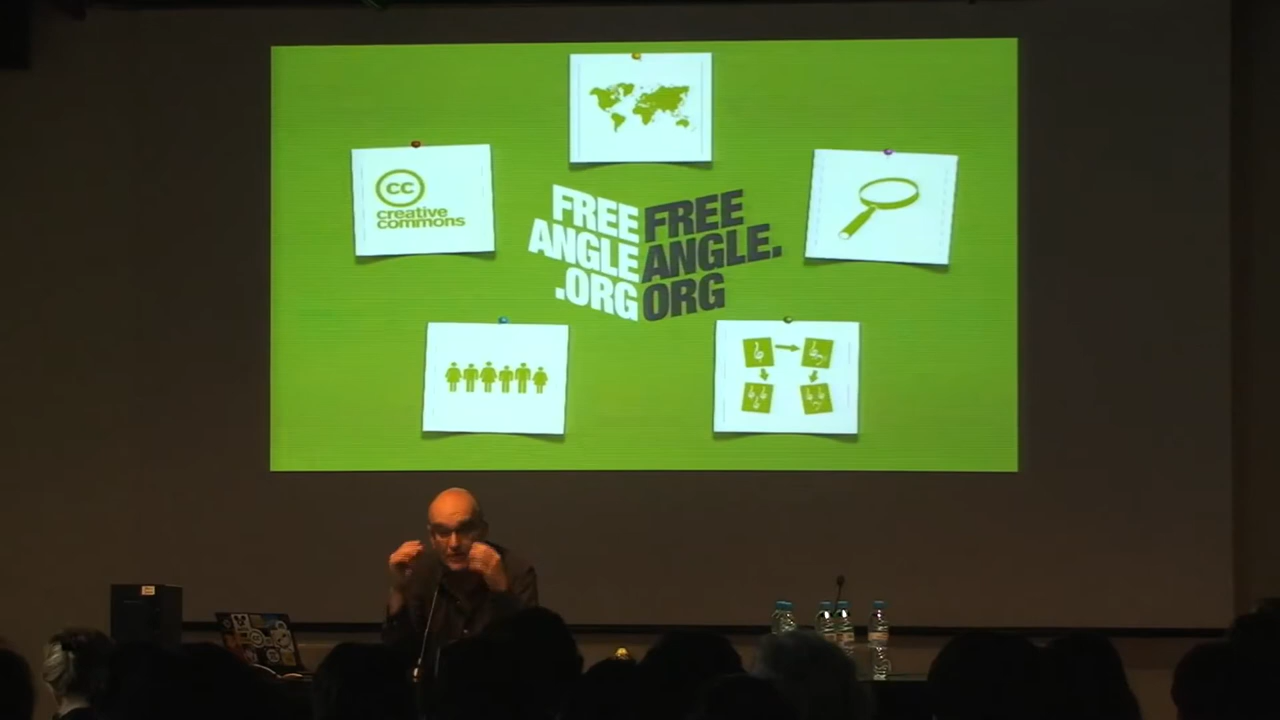 cc
creative
commons
FREE
ANGLE
.ORG
FREE
ANGLE.
ORG